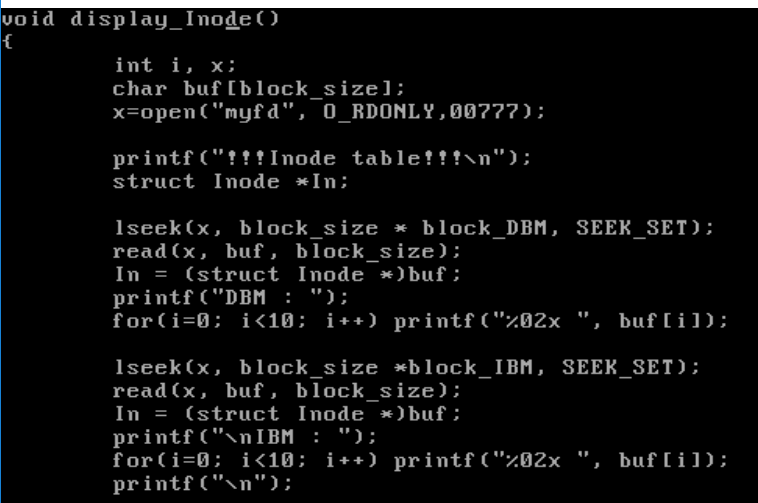 void display_Inode()
{
        int i, x;
        char buf[block_size];
        x=open("myfd", O_RDONLY,00777);

        printf("!!!Inode table!!!\n");
        struct Inode *In;

        lseek(x, block_size * block_DBM, SEEK_SET);
        read(x, buf, block_size);
        In = (struct Inode *)buf;
        printf("DBM : ");
        for(i=0; i<10; i++) printf("%02x ", buf[i]);

        lseek(x, block_size *block_IBM, SEEK_SET);
        read(x, buf, block_size);
        In = (struct Inode *)buf;
        printf("\nIBM : ");
        for(i=0; i<10; i++) printf("%02x ", buf[i]);
        printf("\n");